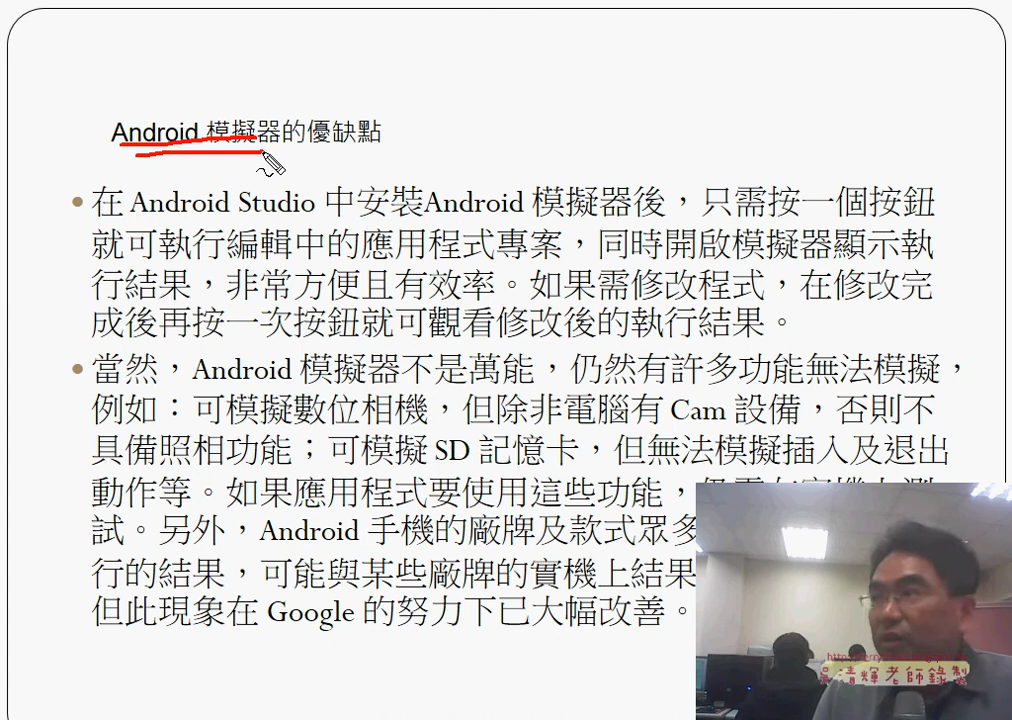 Android 模擬器的優缺點
• 在 Android Studio 中安裝Android 模擬器後，只需按一個按鈕
就可執行編輯中的應用程式專案，同時開啟模擬器顯示執
行結果，非常方便且有效率。如果需修改程式，在修改完
成後再按一次按鈕就可觀看修改後的執行結果。
• 當然，Android 模擬器不是萬能，仍然有許多功能無法模擬，
例如：可模擬數位相機，但除非電腦有 Cam 設備，否則不
具備照相功能；可模擬 SD 記憶卡，但無法模擬插入及退出
動作等。如果應用程式要使用這些功能，
試。另外，Android 手機的廠牌及款式眾多
行的結果，可能與某些廠牌的實機上結果
但此現象在 Google 的努力下已大幅改善。
吳清輝老師錄製